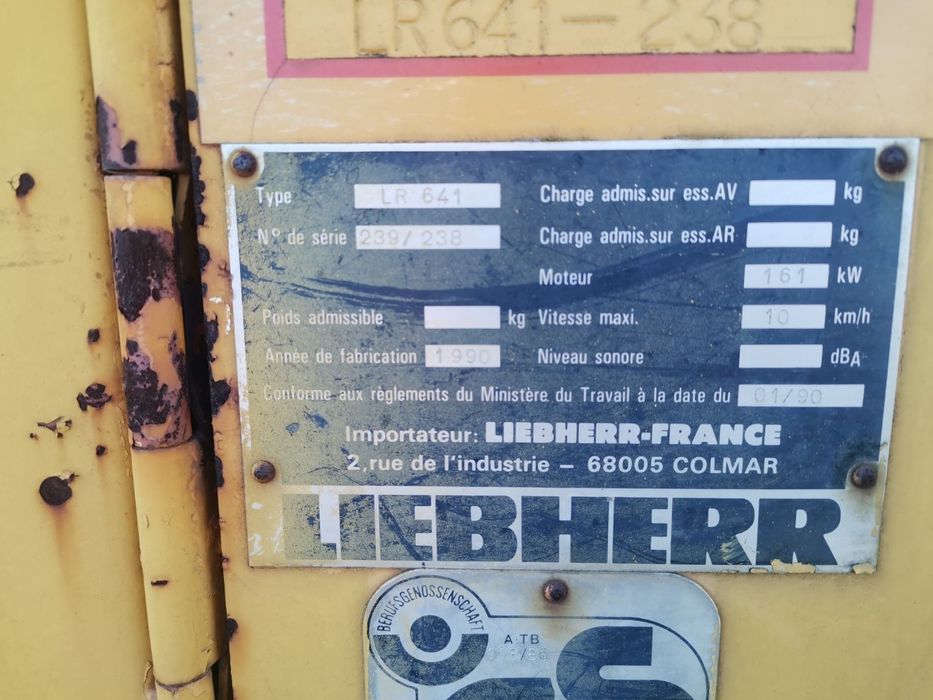 LR641-238
Type LR 641 Charge admis.sur ess.AV kg
N° de série 239/238 Charge admis.sur ess.AR kg
Moteur 161 kW
Poids admissible kg Vitesse maxi. 10 km/h
Année de fabrication 1990 Niveau sonore dBA
Conforme aux règlements du Ministère du Travail à la date du 01/90
Importateur: LIEBHERR-FRANCE
2,rue de l'industrie - 68005 COLMAR
LIEBHERR
BERUFSGENOSSENSCHAFT
A:TB
GS